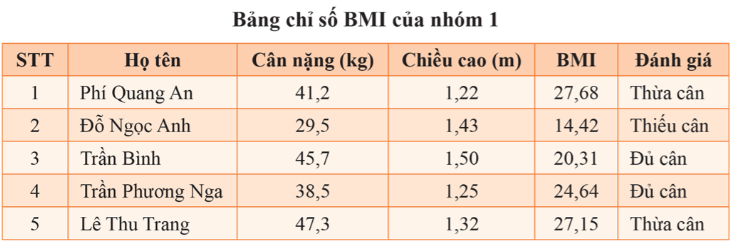 Bảng chỉ số BMI của nhóm 1
STT Họ tên Cân nặng (kg) Chiều cao (m) BMI Đánh giá
1 Phí Quang An 41,2 1,22 27,68 Thừa cân
2 Đỗ Ngọc Anh 29,5 1,43 14,42 Thiếu cân
3 Trần Bình 45,7 1,50 20,31 Đủ cân
4 Trần Phương Nga 38,5 1,25 24,64 Đủ cân
5 Lê Thu Trang 47,3 1,32 27,15 Thừa cân